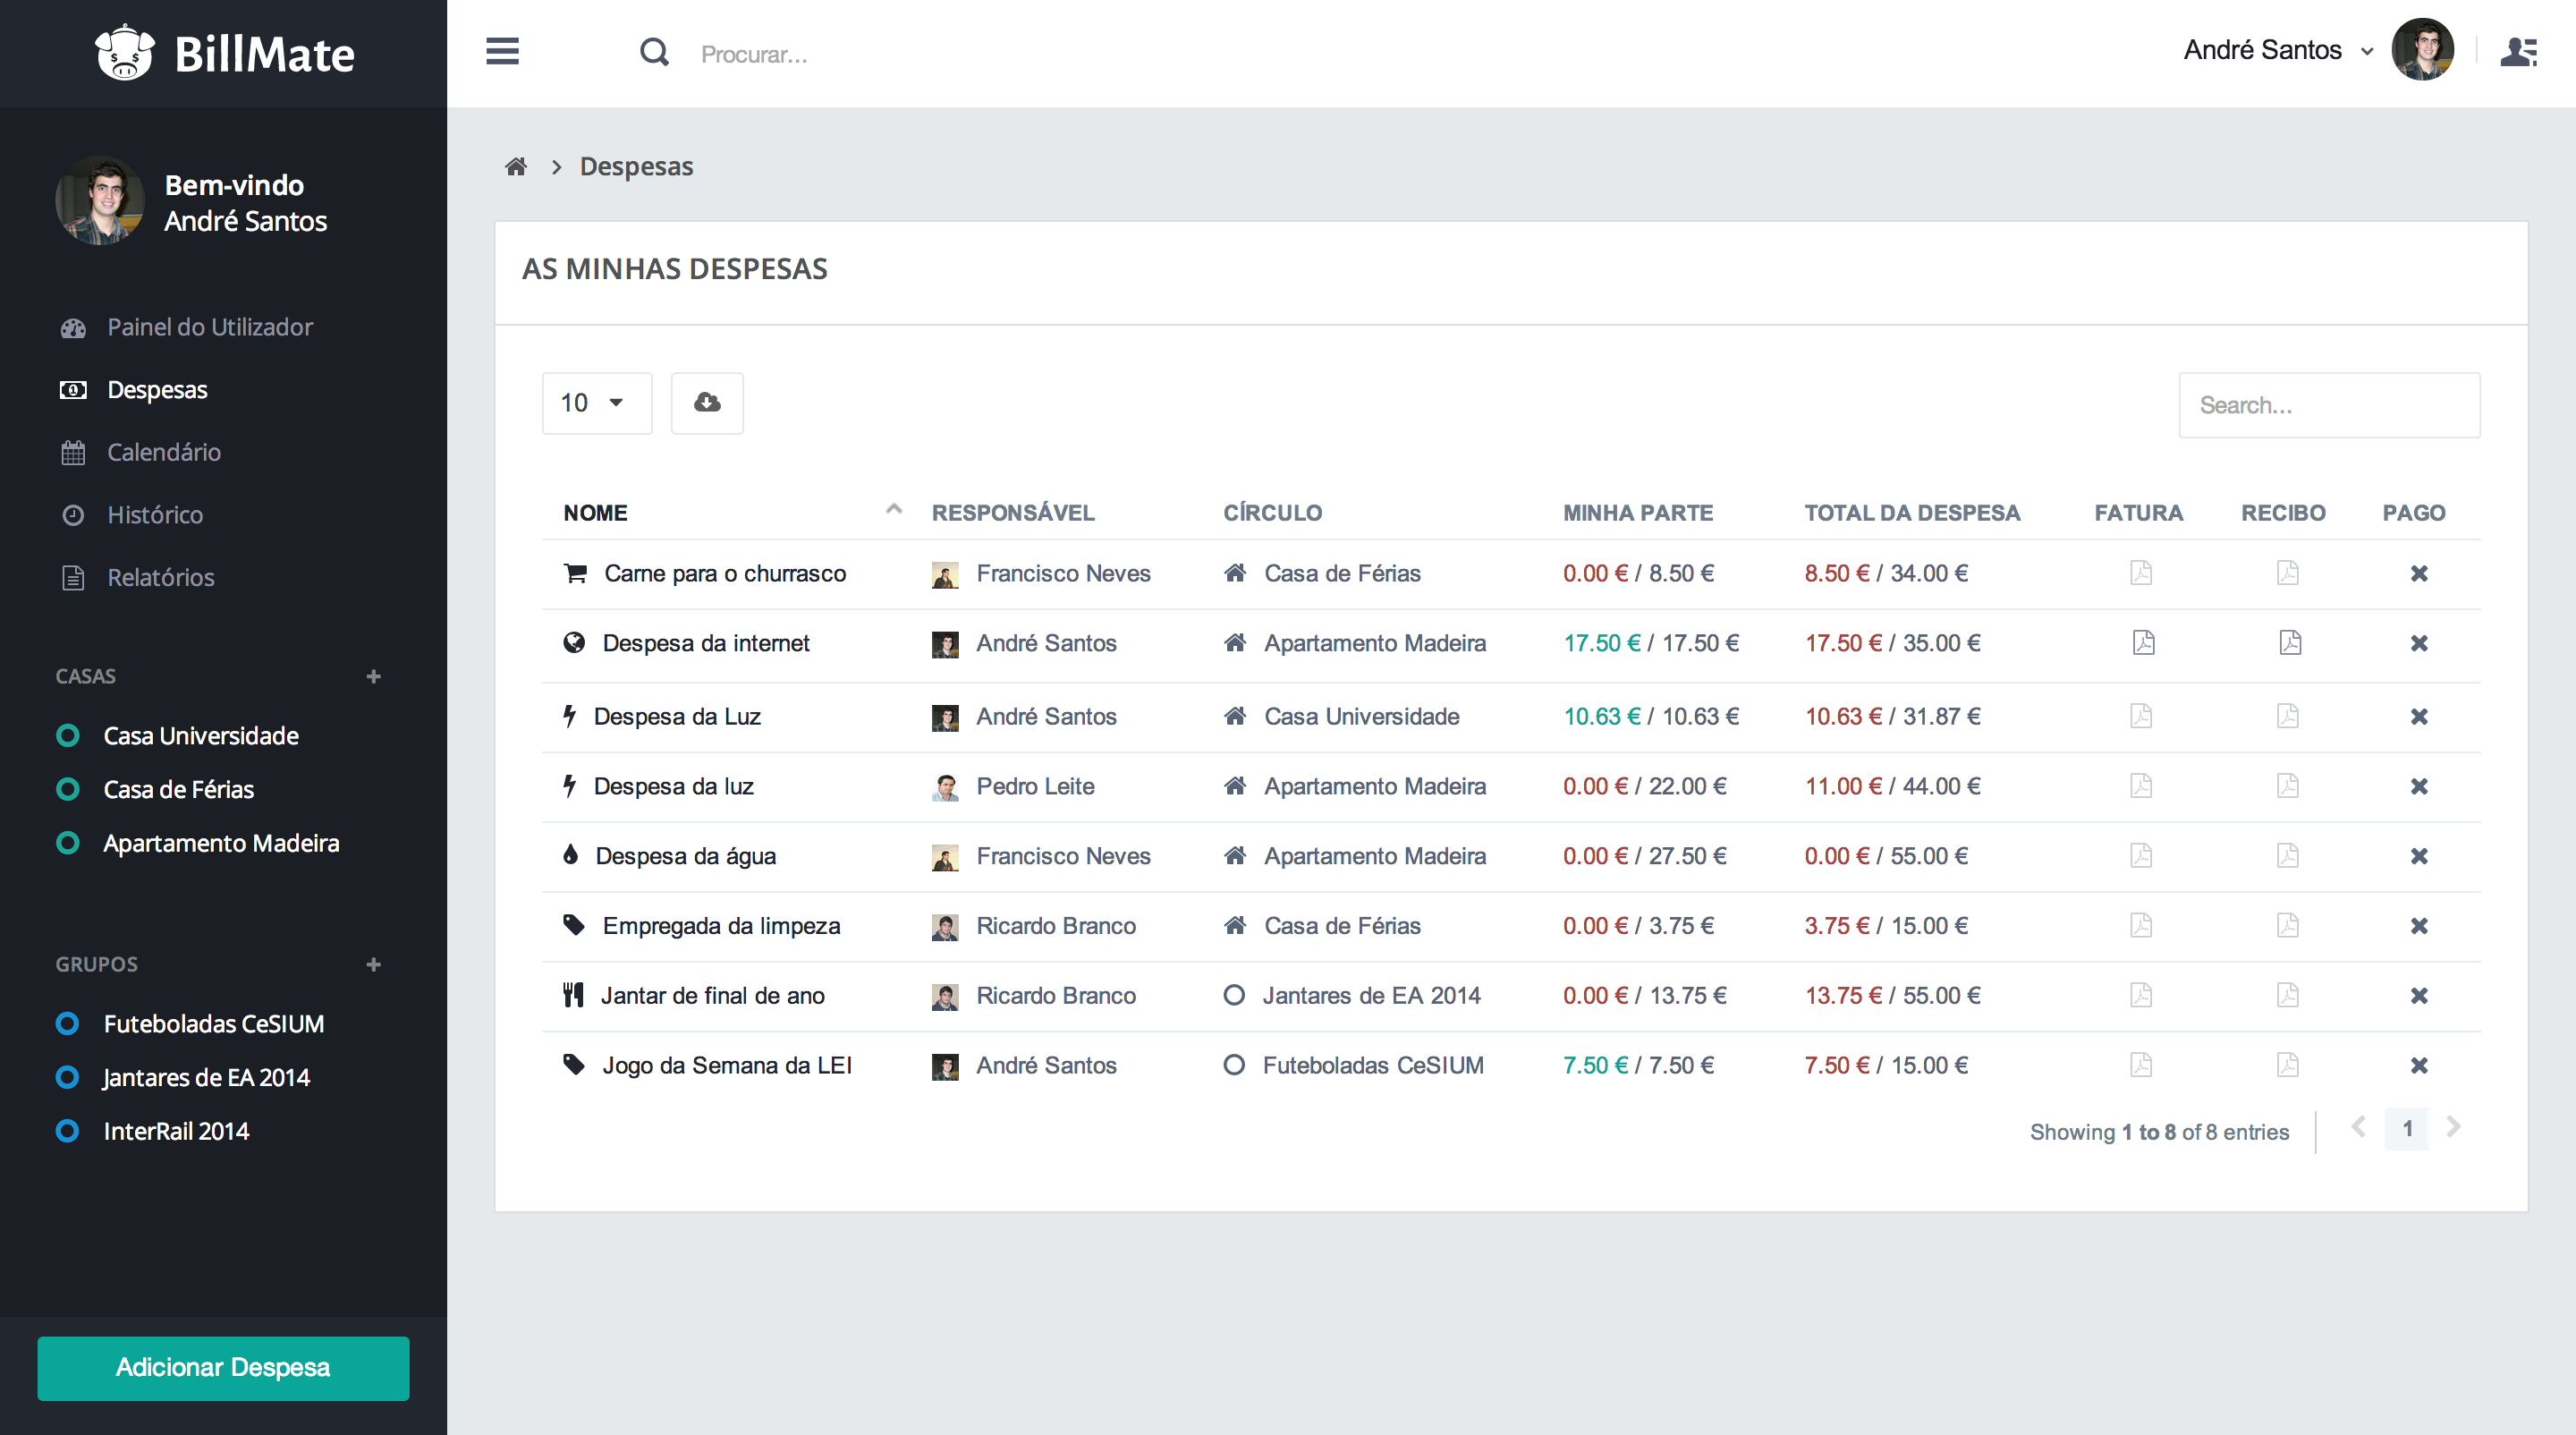 BillMate
Procurar...
André Santos
Bem-vindo
André Santos
Painel do Utilizador
Despesas
Calendário
Histórico
Relatórios
CASAS
Casa Universidade
Casa de Férias
Apartamento Madeira
GRUPOS
Futeboladas CeSIUM
Jantares de EA 2014
InterRail 2014
Adicionar Despesa
Despesas
AS MINHAS DESPESAS
10
Search...
NOME RESPONSÁVEL CÍRCULO MINHA PARTE TOTAL DA DESPESA FATURA RECIBO PAGO
Carne para o churrasco Francisco Neves Casa de Férias 0.00 € / 8.50 € 8.50 € / 34.00 €
Despesa da internet André Santos Apartamento Madeira 17.50 € / 17.50 € 17.50 € / 35.00 €
Despesa da Luz André Santos Casa Universidade 10.63 € / 10.63 € 10.63 € / 31.87 €
Despesa da luz Pedro Leite Apartamento Madeira 0.00 € / 22.00 € 11.00 € / 44.00 €
Despesa da água Francisco Neves Apartamento Madeira 0.00 € / 27.50 € 0.00 € / 55.00 €
Empregada da limpeza Ricardo Branco Casa de Férias 0.00 € / 3.75 € 3.75 € / 15.00 €
Jantar de final de ano Ricardo Branco Jantares de EA 2014 0.00 € / 13.75 € 13.75 € / 55.00 €
Jogo da Semana da LEI André Santos Futeboladas CeSIUM 7.50 € / 7.50 € 7.50 € / 15.00 €
Showing 1 to 8 of 8 entries 1